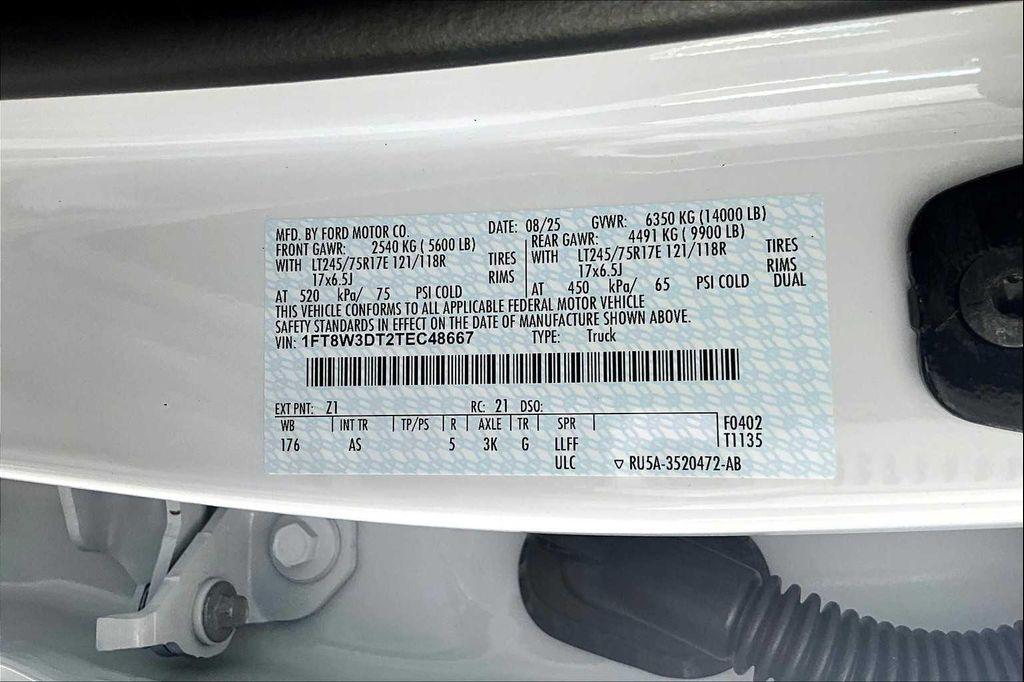 MFD. BY FORD MOTOR CO. DATE: 08/25 GVWR: 6350 KG (14000 LB)
FRONT GAWR: 2540 KG (5600 LB) REAR GAWR: 4491 KG (9900 LB)
WITH LT245/75R17E 121/118R TIRES WITH LT245/75R17E 121/118R TIRES
17x6.5J RIMS 17x6.5J RIMS
AT 520 kPa/ 75 PSI COLD AT 450 kPa/ 65 PSI COLD DUAL
THIS VEHICLE CONFORMS TO ALL APPLICABLE FEDERAL MOTOR VEHICLE
SAFETY STANDARDS IN EFFECT ON THE DATE OF MANUFACTURE SHOWN ABOVE.
VIN: 1FT8W3DT2TEC48667 TYPE: Truck
EXT PNT: Z1 RC: 21 DSO:
WB INT TR TP/PS R AXLE TR SPR F0402
176 AS 5 3K G LLFF T1135
ULC ▽ RU5A-3520472-AB